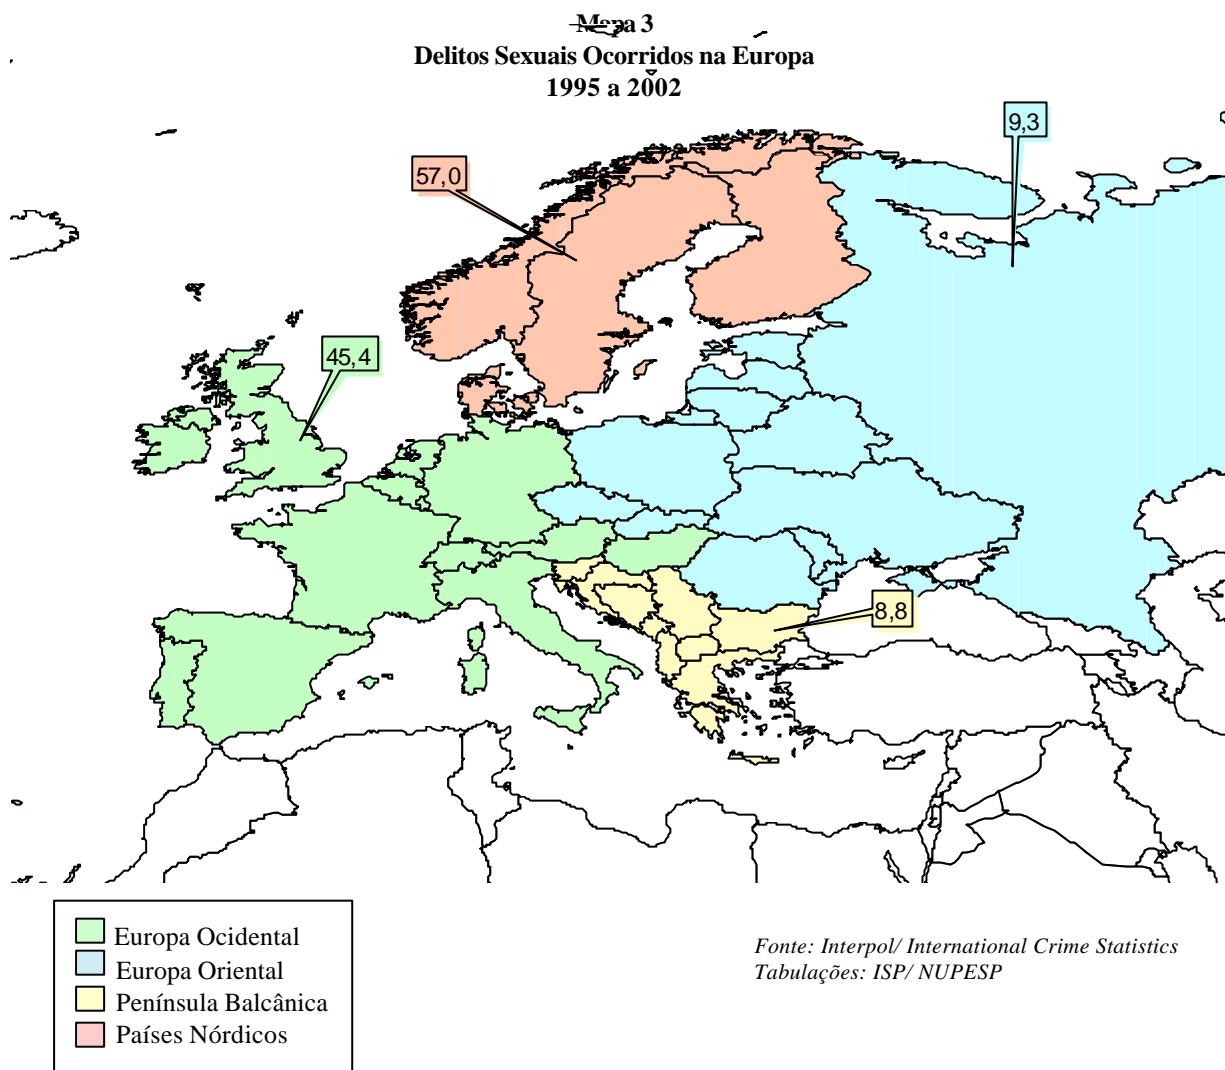 Mapa 3
Delitos Sexuais Ocorridos na Europa
1995 a 2002
9,3
57,0
45,4
8,8
Europa Ocidental
Europa Oriental
Península Balcânica
Países Nórdicos
Fonte: Interpol/ International Crime Statistics
Tabulações: ISP/ NUPESP